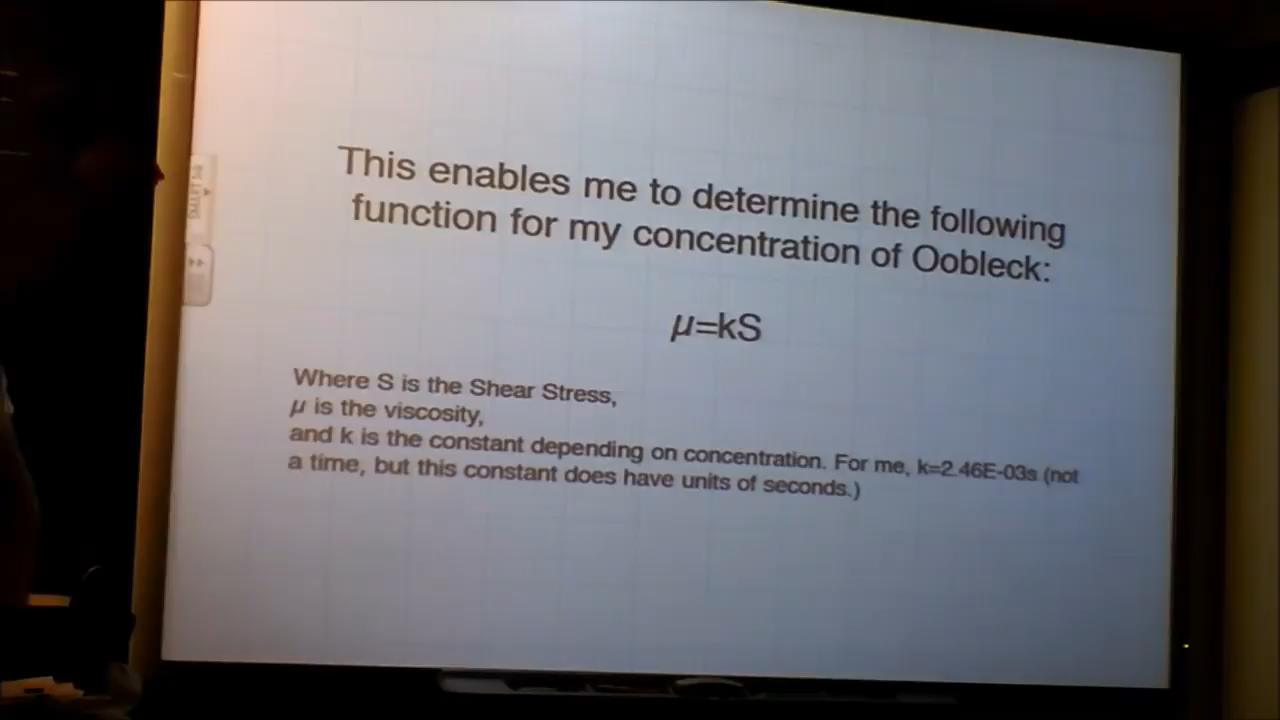 This enables me to determine the following
function for my concentration of Oobleck:
µ=kS
Where S is the Shear Stress,
µ is the viscosity,
and k is the constant depending on concentration. For me, k=2.46E-03s (not
a time, but this constant does have units of seconds.)